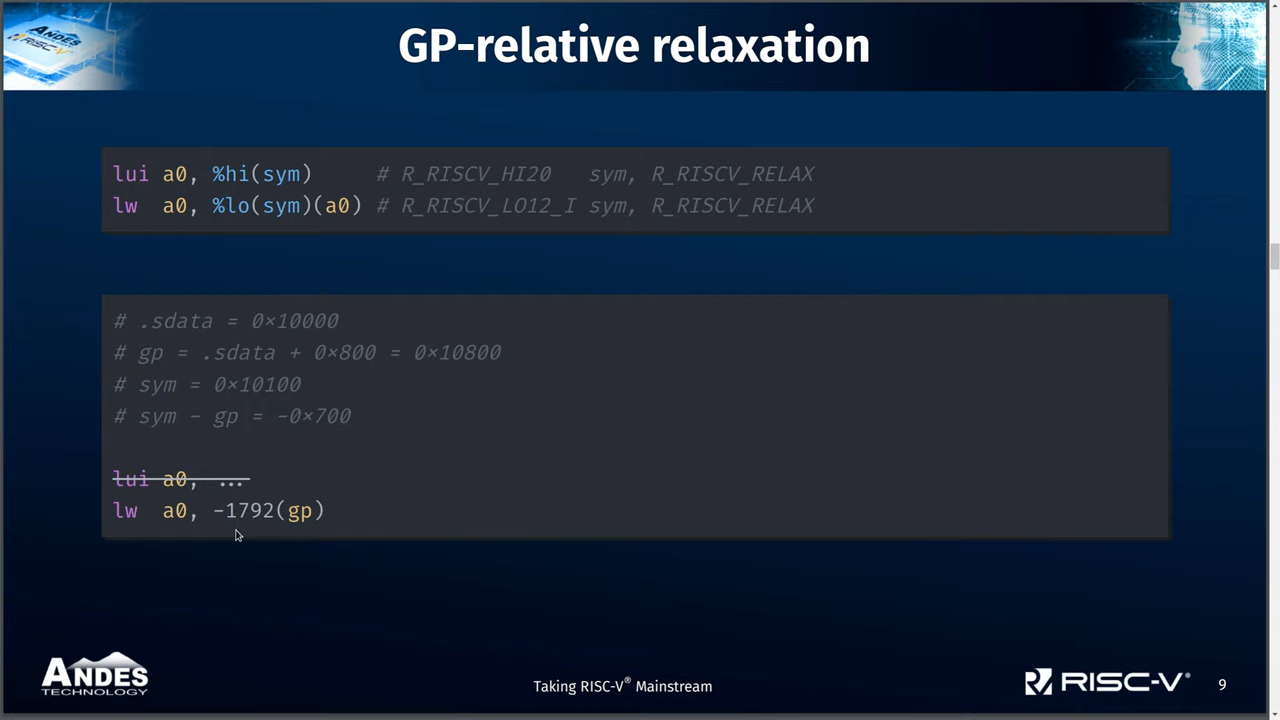 ANDES
RISC-V
GP-relative relaxation
lui a0, %hi(sym) # R_RISCV_HI20 sym, R_RISCV_RELAX
lw a0, %lo(sym)(a0) # R_RISCV_LO12_I sym, R_RISCV_RELAX
# .sdata = 0×10000
# gp = .sdata + 0×800 = 0×10800
# sym = 0×10100
# sym - gp = -0×700
lui a0, ...
lw a0, -1792(gp)
ANDES
TECHNOLOGY
Taking RISC-V® Mainstream
RISC-V®
9